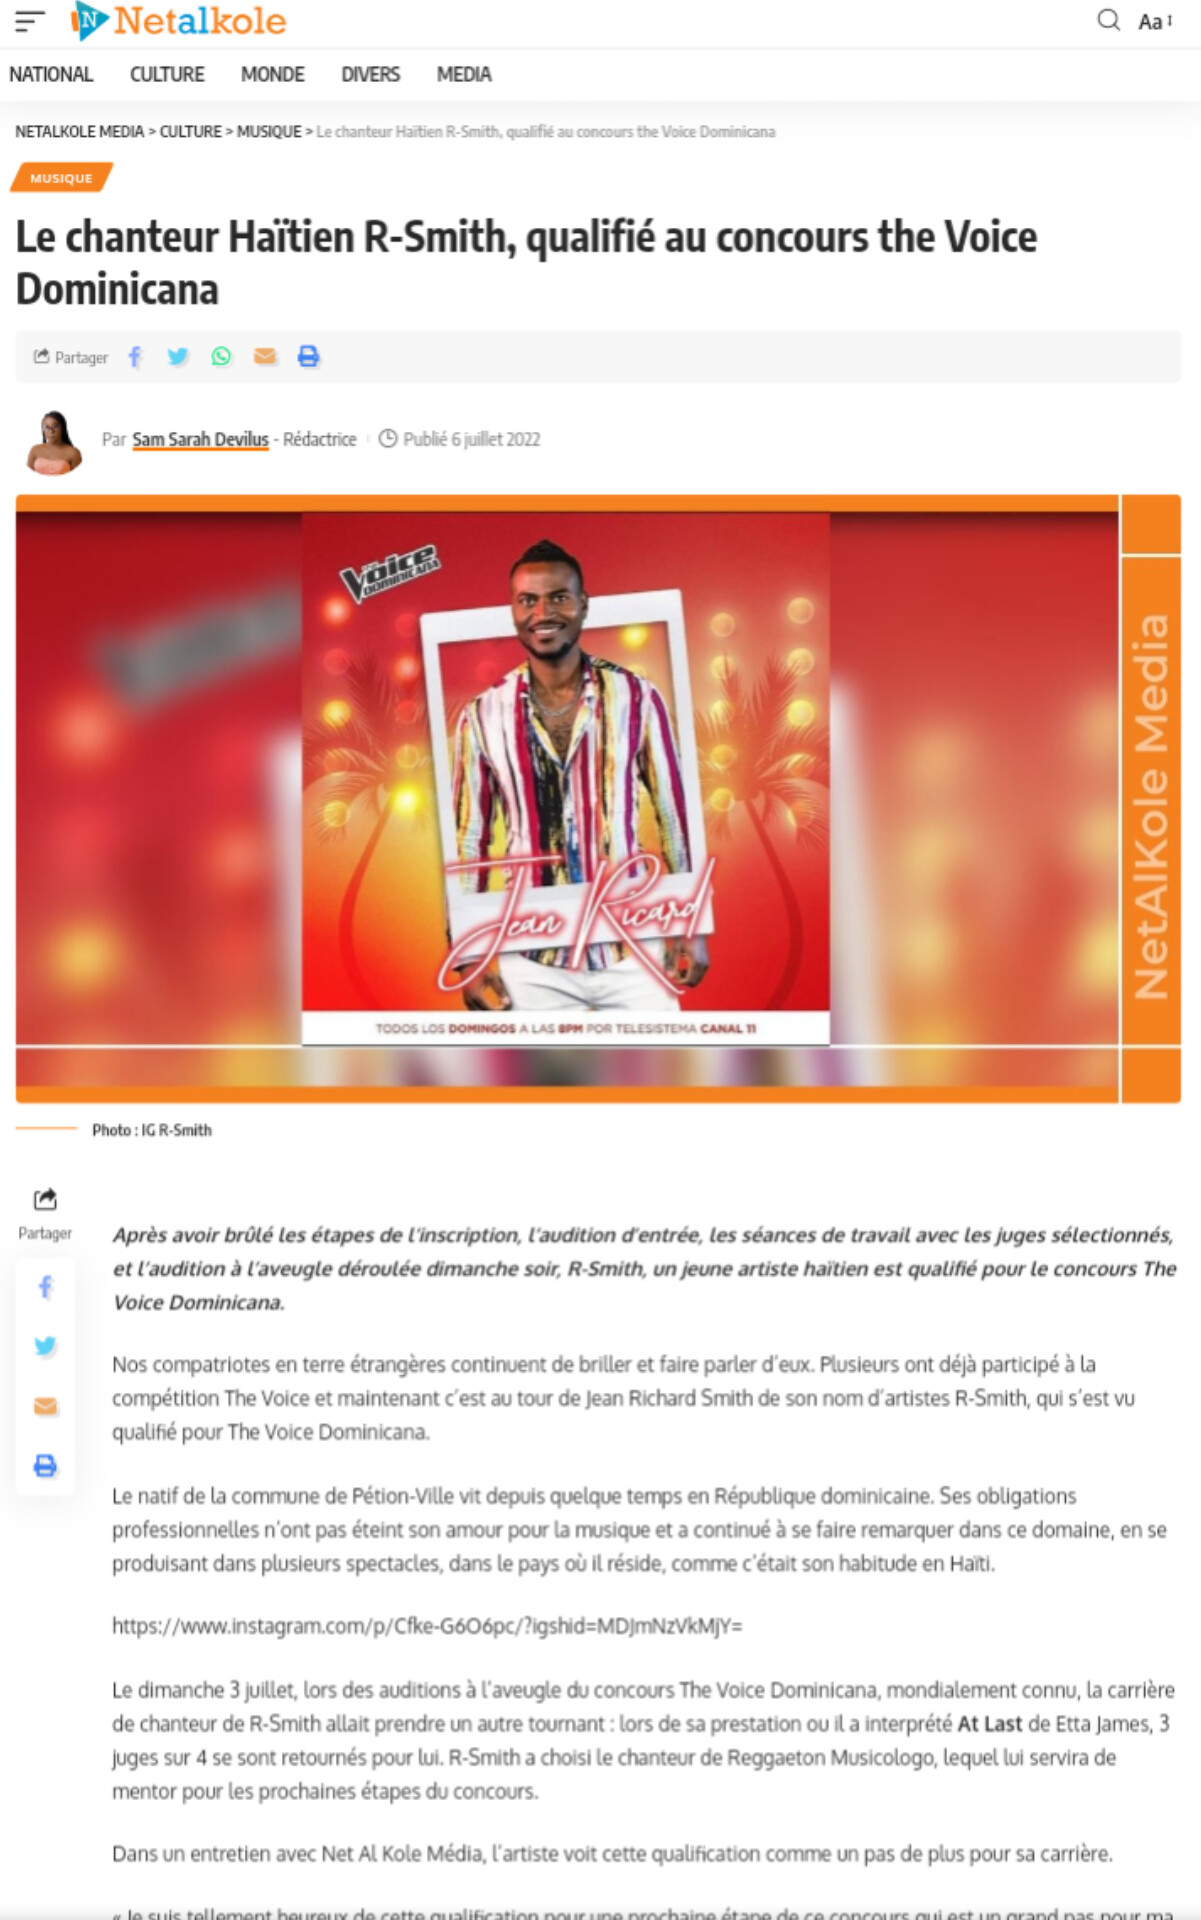 Netalkole
Aa
NATIONAL CULTURE MONDE DIVERS MEDIA
NETALKOLE MEDIA > CULTURE > MUSIQUE > Le chanteur Haïtien R-Smith, qualifié au concours the Voice Dominicana
MUSIQUE
Le chanteur Haïtien R-Smith, qualifié au concours the Voice
Dominicana
Partager
Par Sam Sarah Devilus - Rédactrice Publié 6 juillet 2022
The Voice
DOMINICANA
Jean Ricard
TODOS LOS DOMINGOS A LAS 8PM POR TELESISTEMA CANAL 11
NetAlKole Media
Photo : IG R-Smith
Partager
Après avoir brûlé les étapes de l'inscription, l'audition d'entrée, les séances de travail avec les juges sélectionnés,
et l'audition à l'aveugle déroulée dimanche soir, R-Smith, un jeune artiste haïtien est qualifié pour le concours The
Voice Dominicana.
Nos compatriotes en terre étrangères continuent de briller et faire parler d'eux. Plusieurs ont déjà participé à la
compétition The Voice et maintenant c'est au tour de Jean Richard Smith de son nom d'artistes R-Smith, qui s'est vu
qualifié pour The Voice Dominicana.
Le natif de la commune de Pétion-Ville vit depuis quelque temps en République dominicaine. Ses obligations
professionnelles n'ont pas éteint son amour pour la musique et a continué à se faire remarquer dans ce domaine, en se
produisant dans plusieurs spectacles, dans le pays où il réside, comme c'était son habitude en Haïti.
https://www.instagram.com/p/Cfke-G6O6pc/?igshid=MDJmNzVkMjY=
Le dimanche 3 juillet, lors des auditions à l'aveugle du concours The Voice Dominicana, mondialement connu, la carrière
de chanteur de R-Smith allait prendre un autre tournant : lors de sa prestation ou il a interprété At Last de Etta James, 3
juges sur 4 se sont retournés pour lui. R-Smith a choisi le chanteur de Reggaeton Musicologo, lequel lui servira de
mentor pour les prochaines étapes du concours.
Dans un entretien avec Net Al Kole Média, l'artiste voit cette qualification comme un pas de plus pour sa carrière.
« Je suis tellement heureux de cette qualification pour une prochaine étape de ce concours qui est un grand pas pour ma